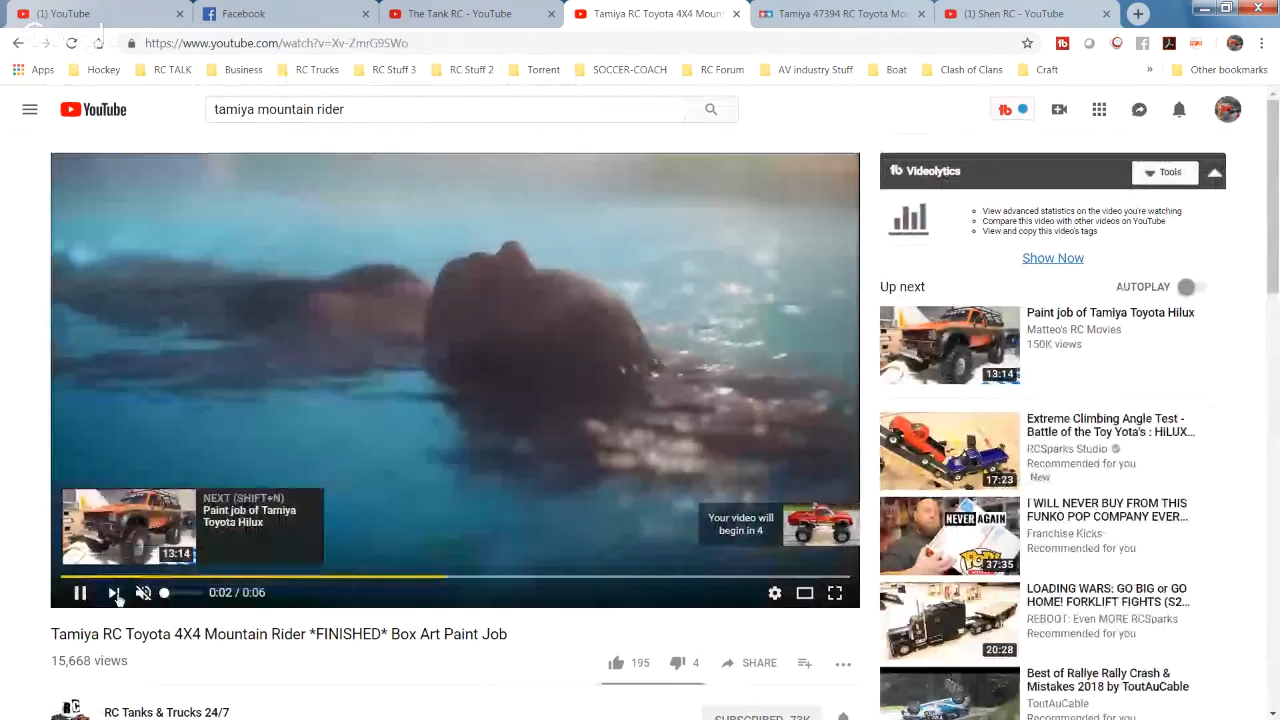 (1) YouTube
Facebook
The Tank Ex - YouTube
Tamiya RC Toyota 4X4 Moun
Tamiya 47394 RC Toyota Mo
(1) Shen RC - YouTube
https://www.youtube.com/watch?v=Xv-ZmrG9SWo
Apps
Hockey
RC TALK
Business
RC Trucks
RC Stuff 3
RC Stuff 2
Torrent
SOCCER-COACH
RC Forum
AV industry Stuff
Boat
Clash of Clans
Craft
»
Other bookmarks
YouTube
tamiya mountain rider
Videolytics
Tools
View advanced statistics on the video you're watching
Compare this video with other videos on YouTube
View and copy this video's tags
Show Now
Up next
AUTOPLAY
Paint job of Tamiya Toyota Hilux
Matteo's RC Movies
150K views
13:14
Extreme Climbing Angle Test -
Battle of the Toy Yota's : HiLUX...
RCSparks Studio
Recommended for you
New
17:23
I WILL NEVER BUY FROM THIS
FUNKO POP COMPANY EVER...
Franchise Kicks
Recommended for you
NEVER AGAIN
POP!
37:35
LOADING WARS: GO BIG or GO
HOME! FORKLIFT FIGHTS (S2...
REBOOT: Even MORE RCSparks
Recommended for you
20:28
Best of Rallye Rally Crash &
Mistakes 2018 by ToutAuCable
ToutAuCable
Recommended for you
NEXT (SHIFT+N)
Paint job of Tamiya
Toyota Hilux
13:14
Your video will
begin in 4
0:02 / 0:06
Tamiya RC Toyota 4X4 Mountain RIder *FINISHED* Box Art Paint Job
15,668 views
195
4
SHARE
RC
RC Tanks & Trucks 24/7
SUBSCRIBED 73K